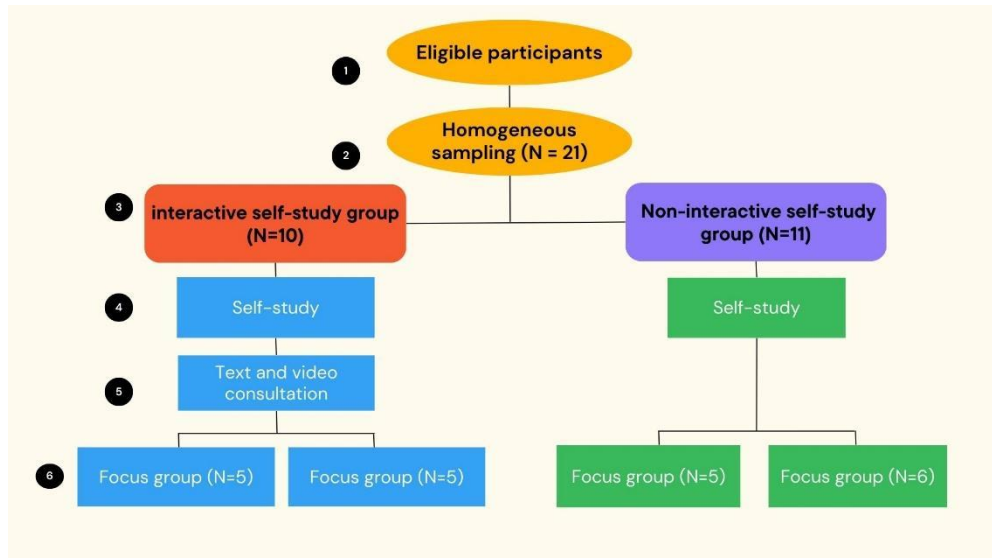 Eligible participants
1
Homogeneous
sampling (N = 21)
2
3
interactive self-study group
(N=10)
Non-interactive self-study
group (N=11)
4
Self-study
Self-study
5
Text and video
consultation
6
Focus group (N=5)
Focus group (N=5)
Focus group (N=5)
Focus group (N=6)